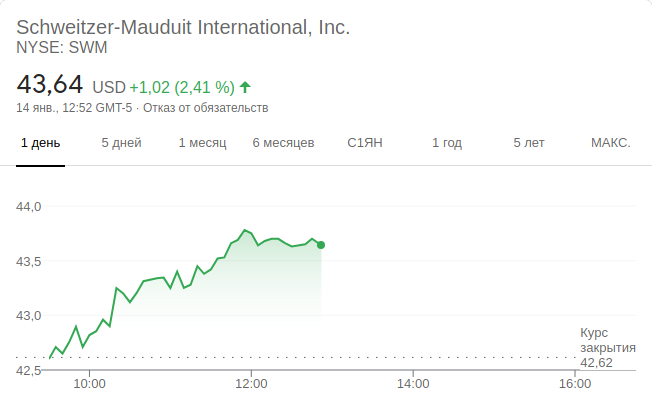 Schweitzer-Mauduit International, Inc.
NYSE: SWM
43,64 USD +1,02 (2,41 %)
14 янв., 12:52 GMT-5 · Отказ от обязательств
1 день 5 дней 1 месяц 6 месяцев С1ЯН 1 год 5 лет МАКС.
44,0
43,5
43,0
Курс
закрытия
42,62
42,5
10:00 12:00 14:00 16:00